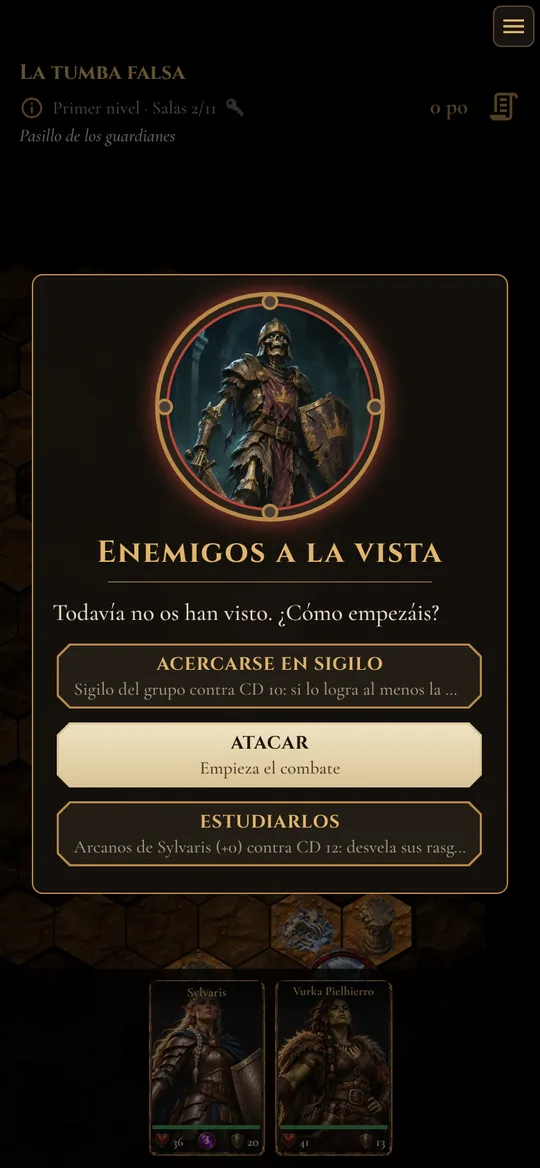 La tumba falsa
Primer nivel · Salas 2/11
0 po
Pasillo de los guardianes
Enemigos a la vista
Todavía no os han visto. ¿Cómo empezáis?
ACERCARSE EN SIGILO
Sigilo del grupo contra CD 10: si lo logra al menos la ...
ATACAR
Empieza el combate
ESTUDIARLOS
Arcanos de Sylvaris (+0) contra CD 12: desvela sus rasg...
Sylvaris
Vurka Pielhierro
36
3
20
41
13